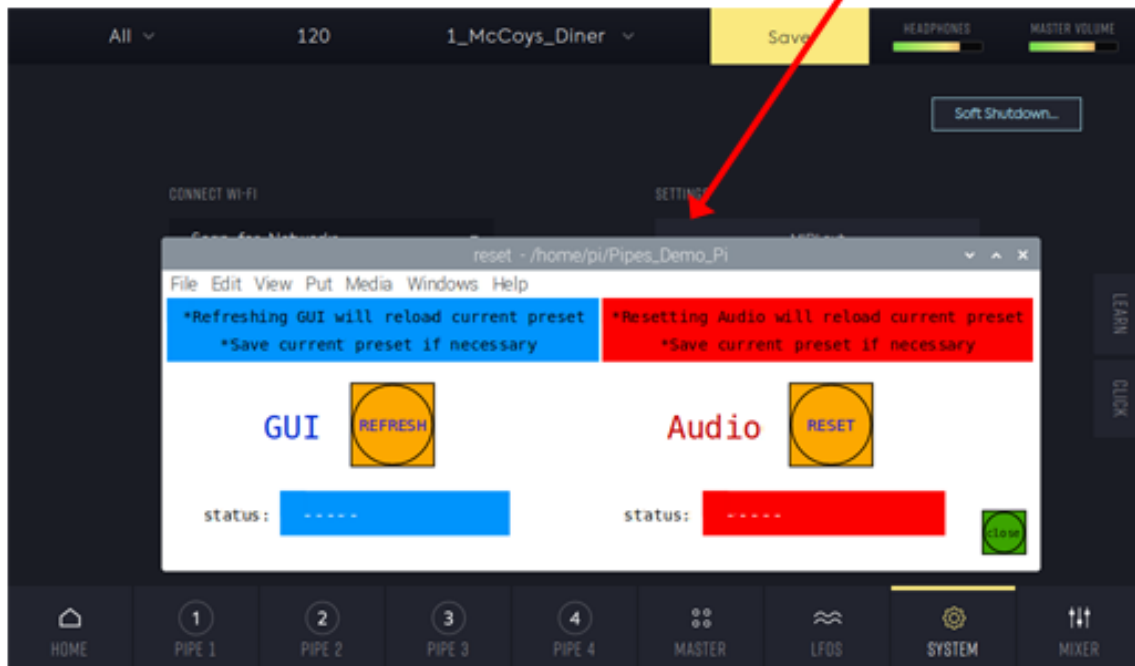 All 120 1_McCoys_Diner Save HEADPHONES MASTER VOLUME
Soft Shutdown...
CONNECT WI-FI SETTINGS
reset - /home/pi/Pipes_Demo_Pi
File Edit View Put Media Windows Help
*Refreshing GUI will reload current preset
*Save current preset if necessary
*Resetting Audio will reload current preset
*Save current preset if necessary
GUI REFRESH Audio RESET
status: ----- status: -----
close
LEARN
CLICK
1 2 3 4
HOME PIPE 1 PIPE 2 PIPE 3 PIPE 4 MASTER LFOS SYSTEM MIXER